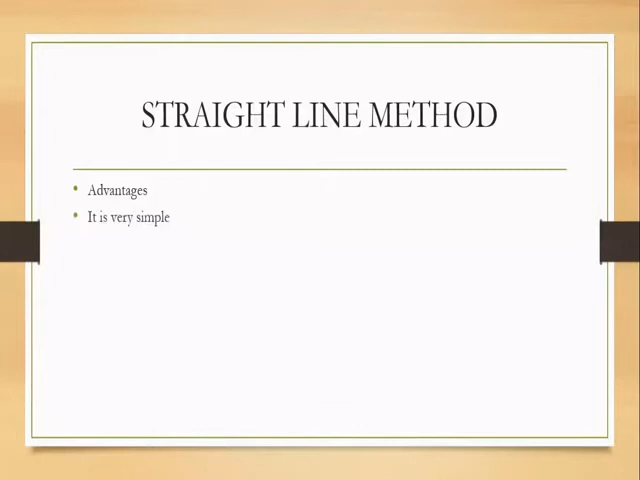 STRAIGHT LINE METHOD
• Advantages
• It is very simple